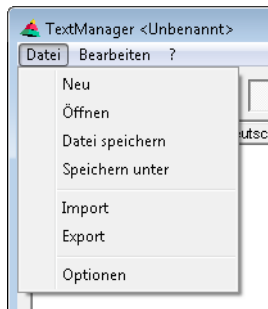 TextManager <Unbenannt>
Datei Bearbeiten ?
Neu
Öffnen
Datei speichern
Speichern unter
Import
Export
Optionen